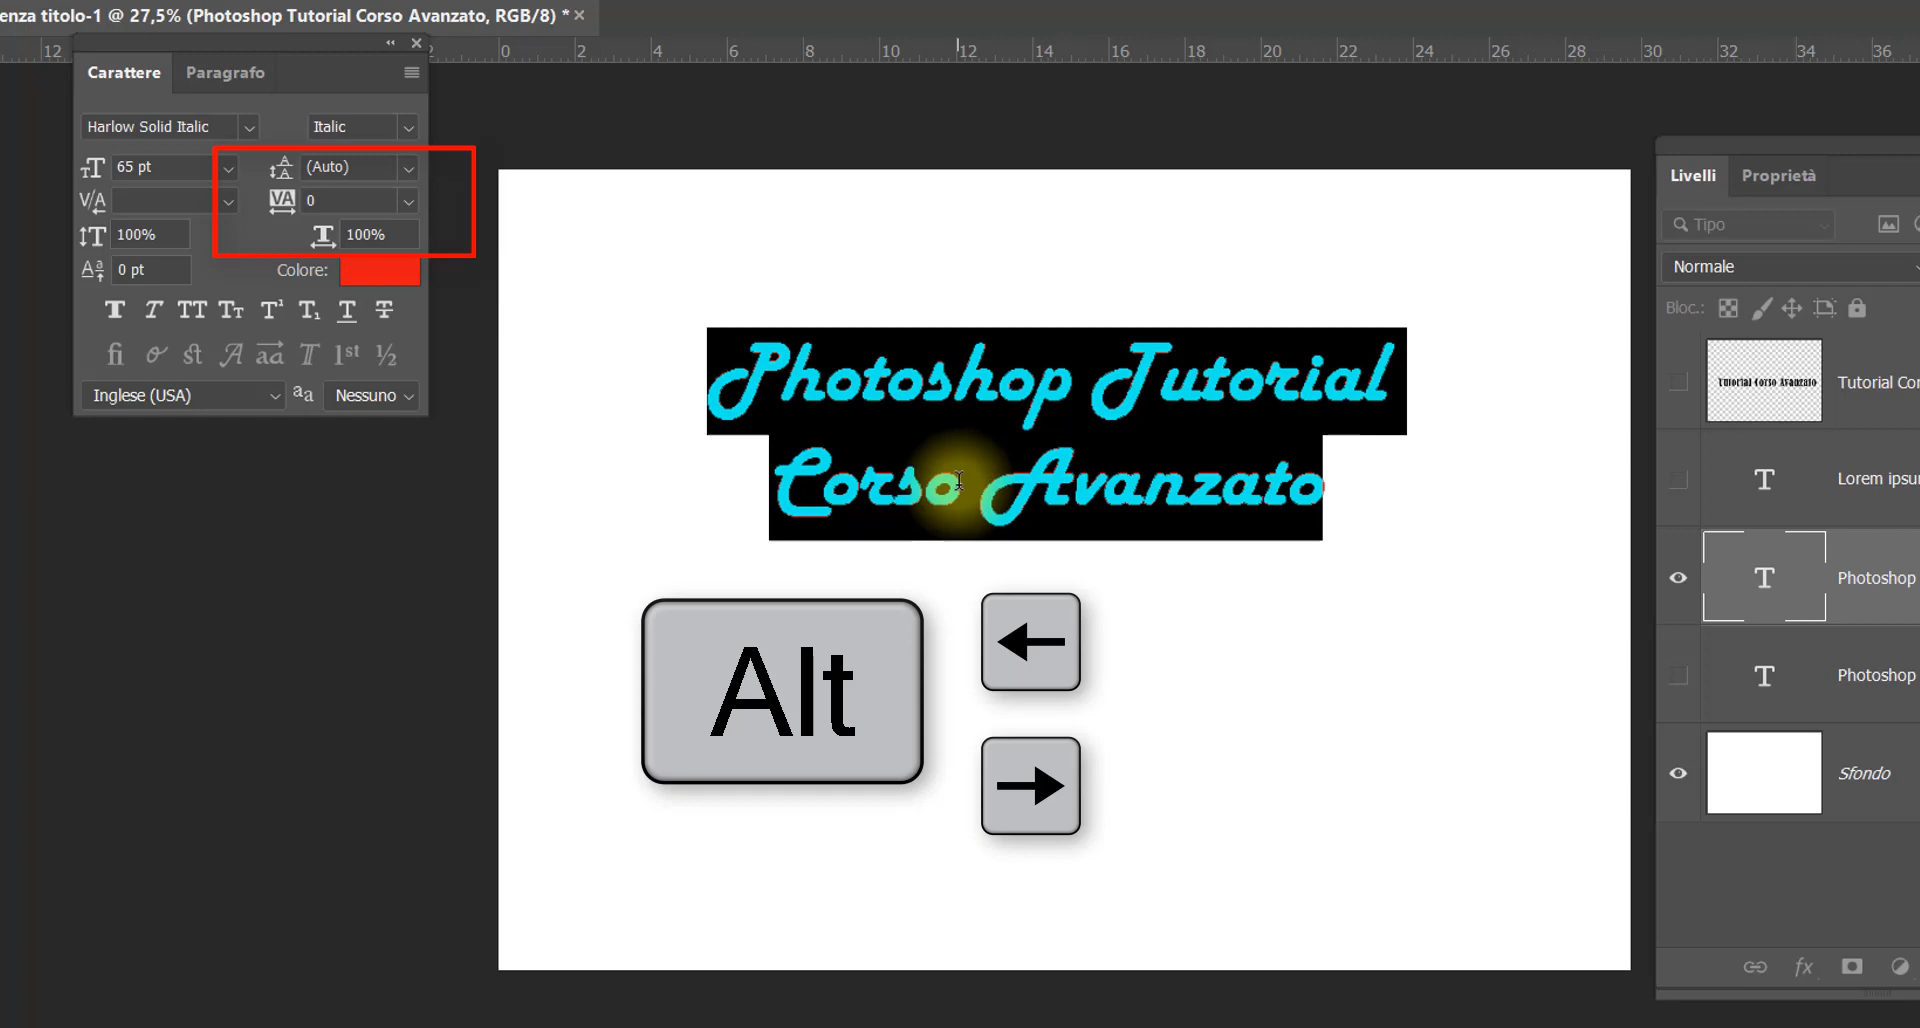 enza titolo-1 @ 27,5% (Photoshop Tutorial Corso Avanzato, RGB/8) *
12 2 0 2 4 6 8 10 12 14 16 18 20 22 24 26 28 30 32 34 36
Carattere Paragrafo
Harlow Solid Italic Italic
65 pt (Auto)
0
100% 100%
0 pt Colore:
Inglese (USA) aa Nessuno
Photoshop Tutorial
Corso Avanzato
Alt
Livelli Proprietà
Tipo
Normale
Bloc.:
Tutorial Corso Avanzato Tutorial Cor
Lorem ipsu
Photoshop
Photoshop
Sfondo
fx